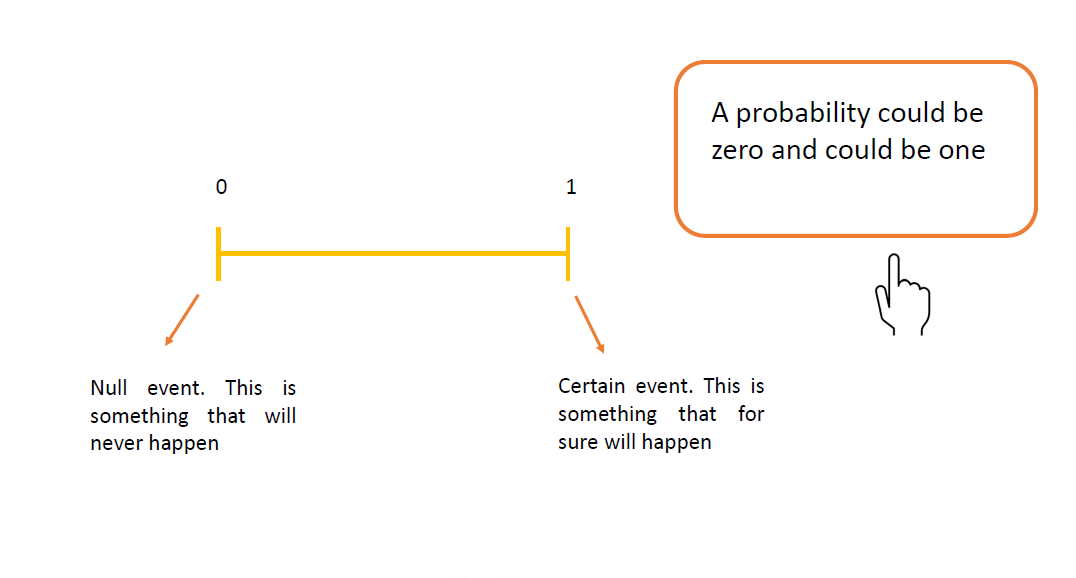 A probability could be
zero and could be one
0
1
Null event. This is
something that will
never happen
Certain event. This is
something that for
sure will happen